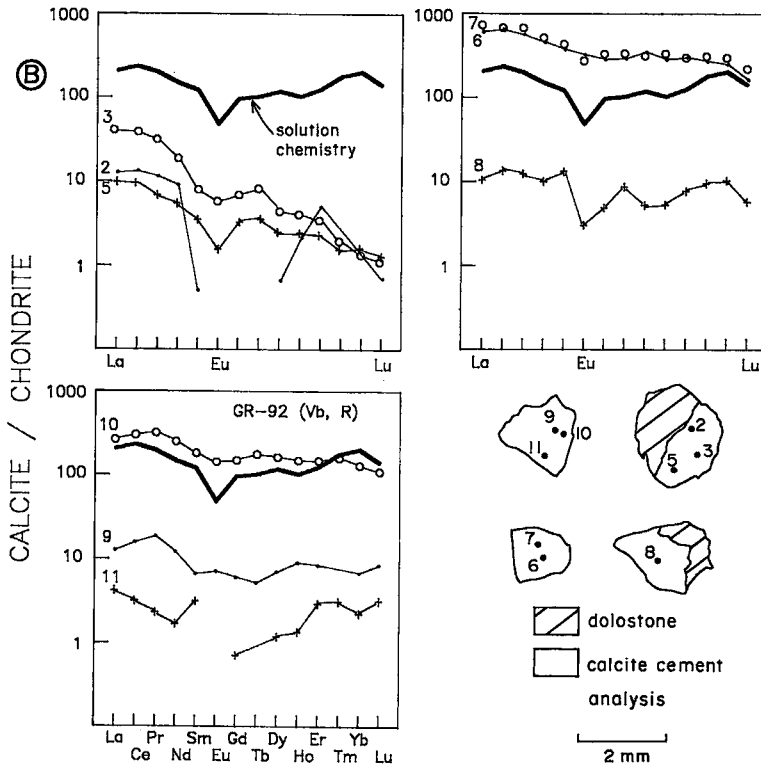 B
CALCITE / CHONDRITE
1000
100
10
1
3
2
5
solution
chemistry
La
Eu
Lu
1000
100
10
1
7
6
8
La
Eu
Lu
1000
100
10
1
GR-92 (Vb, R)
10
9
11
La
Ce
Pr
Nd
Sm
Eu
Gd
Tb
Dy
Ho
Er
Tm
Yb
Lu
9
10
11
2
3
5
7
6
8
dolostone
calcite cement
analysis
2 mm